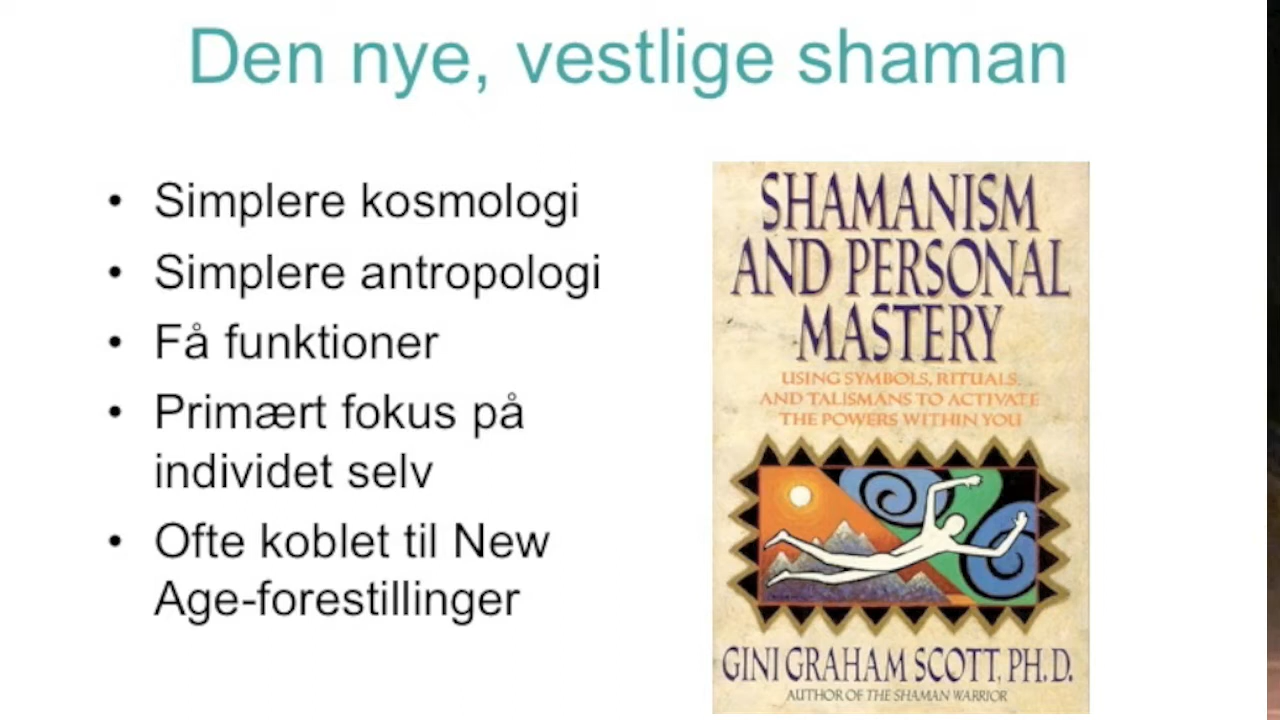 Den nye, vestlige shaman
• Simplere kosmologi
• Simplere antropologi
• Få funktioner
• Primært fokus på
individet selv
• Ofte koblet til New
Age-forestillinger
SHAMANISM
AND PERSONAL
MASTERY
USING SYMBOLS, RITUALS,
AND TALISMANS TO ACTIVATE
THE POWERS WITHIN YOU
GINI GRAHAM SCOTT, PH.D.
AUTHOR OF THE SHAMAN WARRIOR